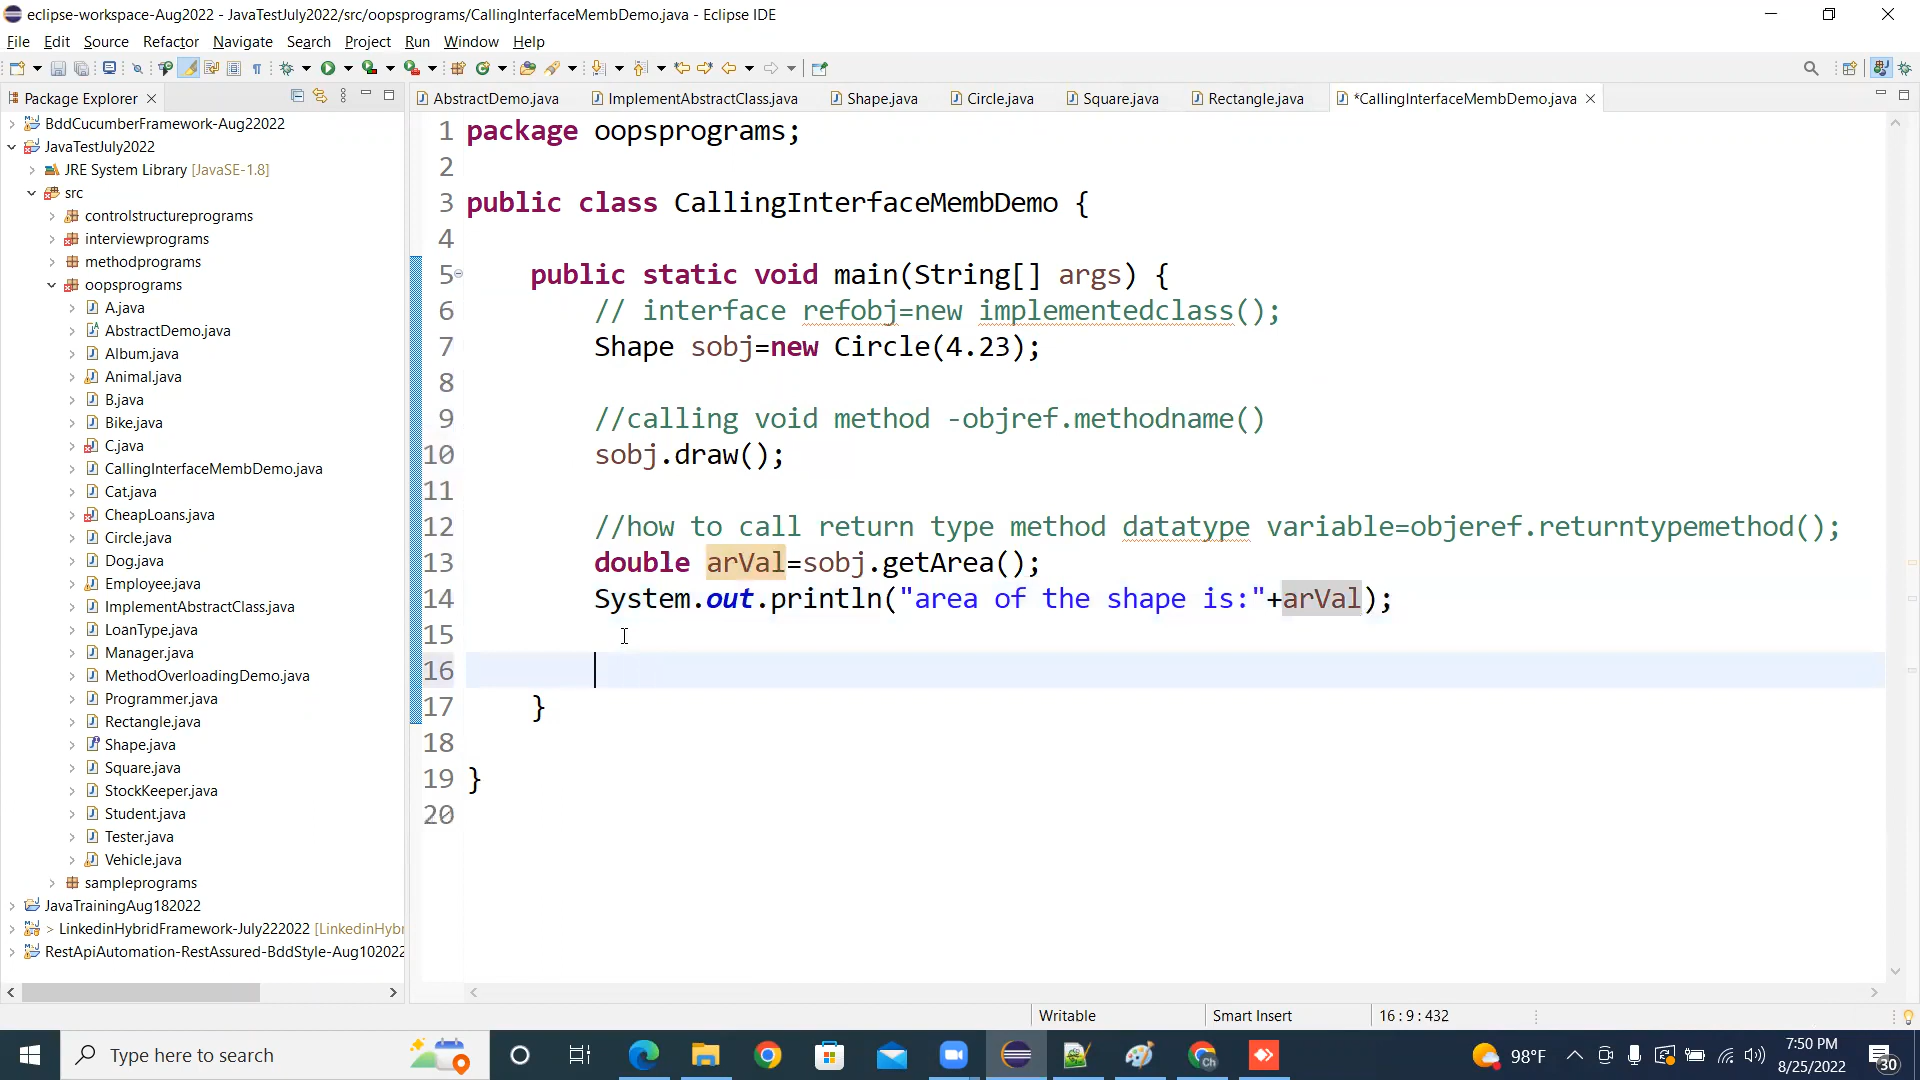 eclipse-workspace-Aug2022 - JavaTestJuly2022/src/oopsprograms/CallingInterfaceMembDemo.java - Eclipse IDE
File Edit Source Refactor Navigate Search Project Run Window Help
Package Explorer
AbstractDemo.java ImplementAbstractClass.java Shape.java Circle.java Square.java Rectangle.java *CallingInterfaceMembDemo.java
BddCucumberFramework-Aug22022
JavaTestJuly2022
JRE System Library [JavaSE-1.8]
src
controlstructureprograms
interviewprograms
methodprograms
oopsprograms
A.java
AbstractDemo.java
Album.java
Animal.java
B.java
Bike.java
C.java
CallingInterfaceMembDemo.java
Cat.java
CheapLoans.java
Circle.java
Dog.java
Employee.java
ImplementAbstractClass.java
LoanType.java
Manager.java
MethodOverloadingDemo.java
Programmer.java
Rectangle.java
Shape.java
Square.java
StockKeeper.java
Student.java
Tester.java
Vehicle.java
sampleprograms
JavaTrainingAug182022
> LinkedinHybridFramework-July222022 [LinkedinHybr
RestApiAutomation-RestAssured-BddStyle-Aug102022
1 package oopsprograms;
2
3 public class CallingInterfaceMembDemo {
4
5 public static void main(String[] args) {
6 // interface refobj=new implementedclass();
7 Shape sobj=new Circle(4.23);
8
9 //calling void method -objref.methodname()
10 sobj.draw();
11
12 //how to call return type method datatype variable=objeref.returntypemethod();
13 double arVal=sobj.getArea();
14 System.out.println("area of the shape is:"+arVal);
15
16
17 }
18
19 }
20
Writable Smart Insert 16 : 9 : 432
Type here to search
98°F
7:50 PM
8/25/2022
30